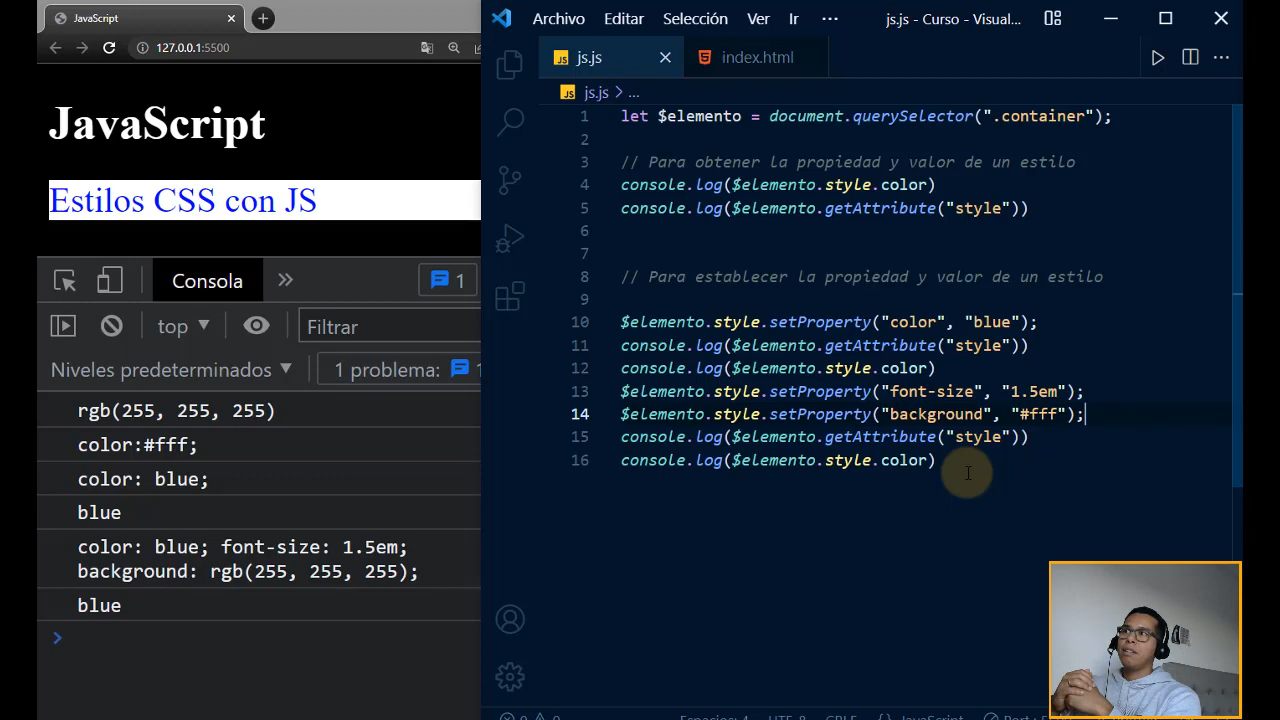 JavaScript
127.0.0.1:5500
JavaScript
Estilos CSS con JS
Consola
1
top
Filtrar
Niveles predeterminados
1 problema:
rgb(255, 255, 255)
color:#fff;
color: blue;
blue
color: blue; font-size: 1.5em;
background: rgb(255, 255, 255);
blue
Archivo Editar Selección Ver Ir ··· js.js - Curso - Visual...
JS js.js index.html
JS js.js > ...
1 let $elemento = document.querySelector(".container");
2
3 // Para obtener la propiedad y valor de un estilo
4 console.log($elemento.style.color)
5 console.log($elemento.getAttribute("style"))
6
7
8 // Para establecer la propiedad y valor de un estilo
9
10 $elemento.style.setProperty("color", "blue");
11 console.log($elemento.getAttribute("style"))
12 console.log($elemento.style.color)
13 $elemento.style.setProperty("font-size", "1.5em");
14 $elemento.style.setProperty("background", "#fff");
15 console.log($elemento.getAttribute("style"))
16 console.log($elemento.style.color)